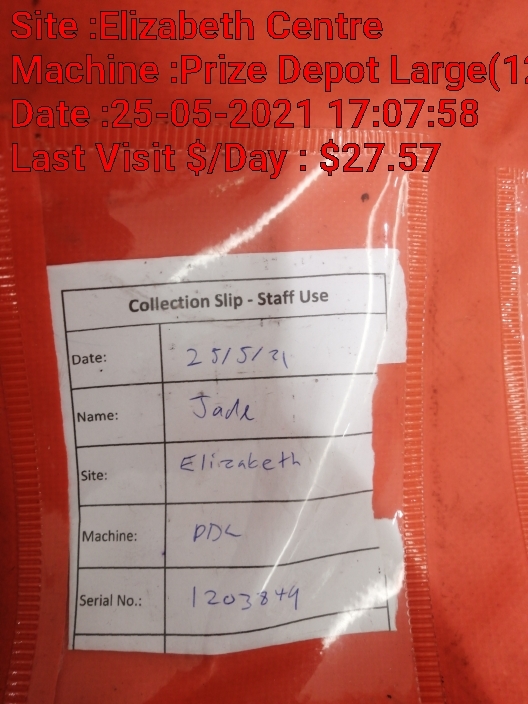 Site :Elizabeth Centre
Machine :Prize Depot Large(12
Date :25-05-2021 17:07:58
Last Visit $/Day : $27.57
Collection Slip - Staff Use
Date: 25/5/21
Name: Jade
Site: Elizabeth
Machine: PDL
Serial No.: 1203849